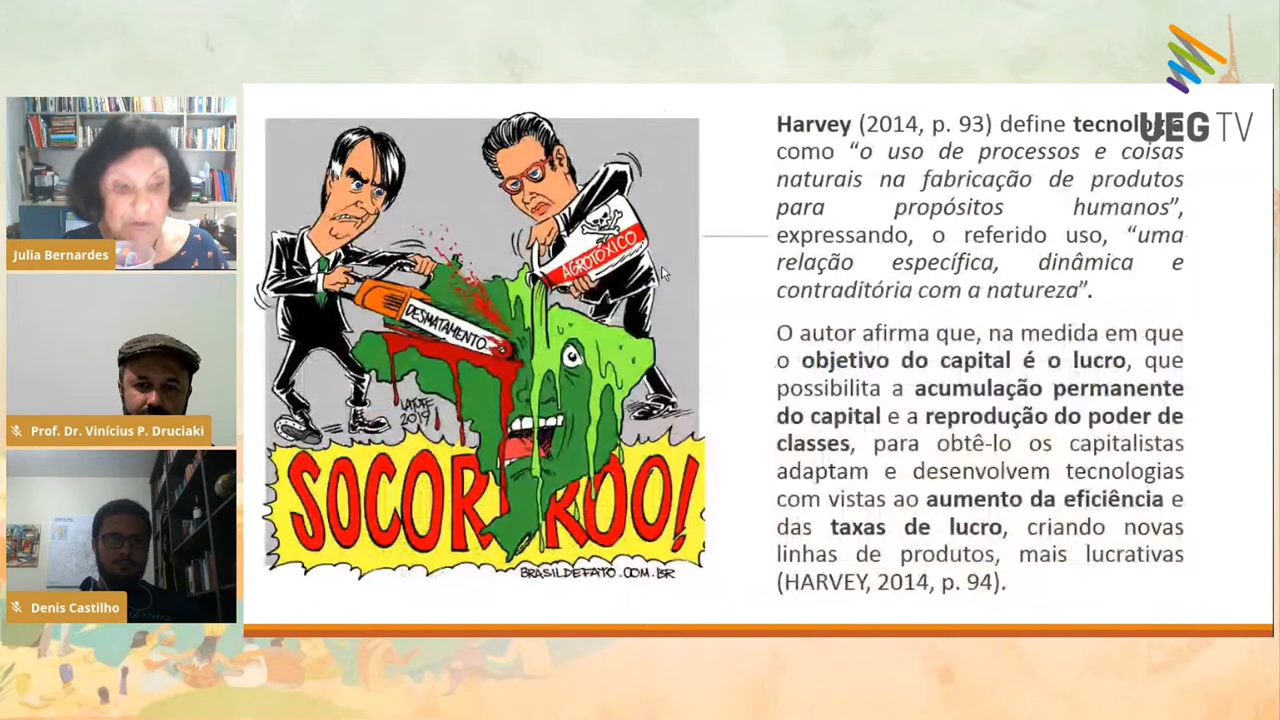 UEG TV
Julia Bernardes
Prof. Dr. Vinícius P. Druciaki
Denis Castilho
DESMATAMENTO
AGROTÓXICO
LATUFF
2019
SOCORRROO!
BRASILDEFATO.COM.BR
Harvey (2014, p. 93) define
como “o uso de processos e coisas
naturais na fabricação de produtos
para propósitos humanos”,
expressando, o referido uso, “uma
relação específica, dinâmica e
contraditória com a natureza”.
O autor afirma que, na medida em que
o objetivo do capital é o lucro, que
possibilita a acumulação permanente
do capital e a reprodução do poder de
classes, para obtê-lo os capitalistas
adaptam e desenvolvem tecnologias
com vistas ao aumento da eficiência e
das taxas de lucro, criando novas
linhas de produtos, mais lucrativas
(HARVEY, 2014, p. 94).